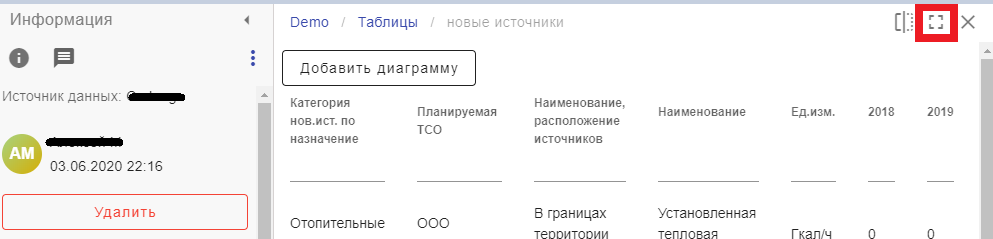 Информация
Demo / Таблицы / новые источники
Источник данных:
AM
03.06.2020 22:16
Удалить
Добавить диаграмму
Категория
нов.ист. по
назначение
Планируемая
ТСО
Наименование,
расположение
источников
Наименование
Ед.изм.
2018
2019
Отопительные
ООО
В границах
территории
Установленная
тепловая
Гкал/ч
0
0